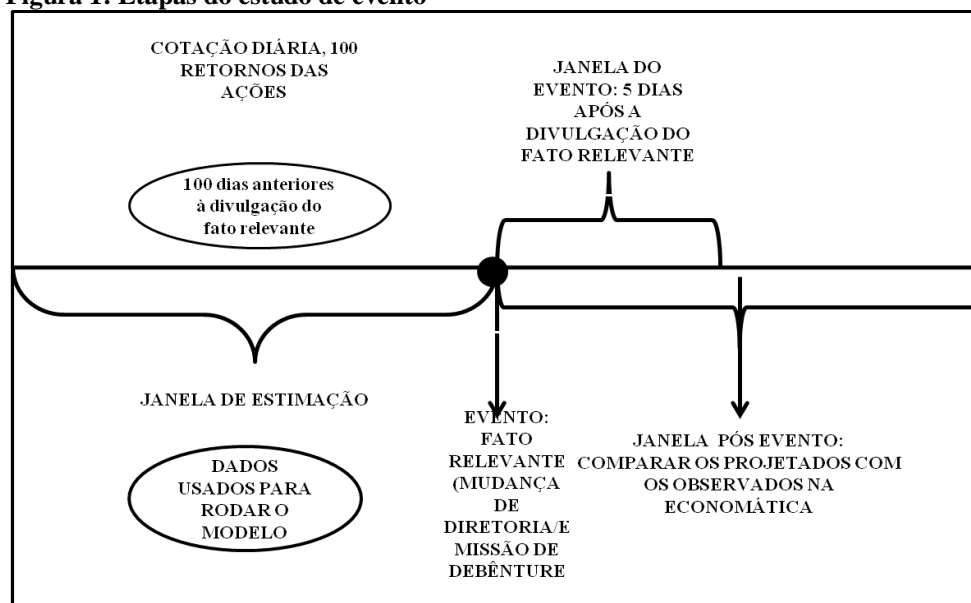 Figura 1: Etapas do estudo de evento
COTAÇÃO DIÁRIA, 100
RETORNOS DAS
AÇÕES
100 dias anteriores
à divulgação do
fato relevante
JANELA DO
EVENTO: 5 DIAS
APÓS A
DIVULGAÇÃO DO
FATO RELEVANTE
JANELA DE ESTIMAÇÃO
DADOS
USADOS PARA
RODAR O
MODELO
EVENTO:
FATO
RELEVANTE
(MUDANÇA
DE
DIRETORIA/E
MISSÃO DE
DEBÊNTURE
JANELA PÓS EVENTO:
COMPARAR OS PROJETADOS COM
OS OBSERVADOS NA
ECONOMÁTICA